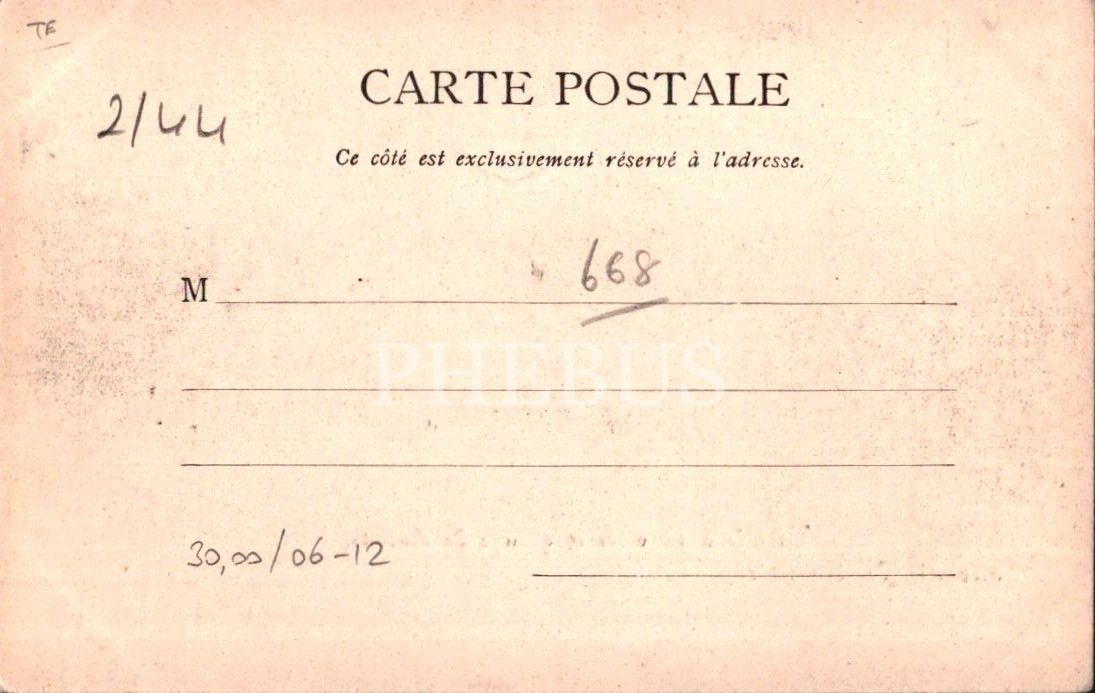 TE
CARTE POSTALE
2/44
Ce côté est exclusivement réservé à l'adresse.
668
M
PHEBUS
30,00/06-12